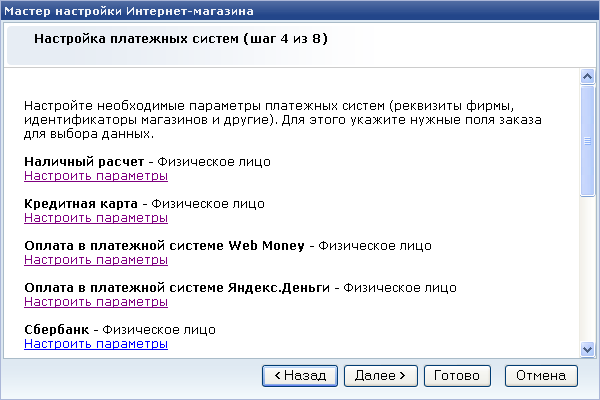 Мастер настройки Интернет-магазина
Настройка платежных систем (шаг 4 из 8)
Настройте необходимые параметры платежных систем (реквизиты фирмы,
идентификаторы магазинов и другие). Для этого укажите нужные поля заказа
для выбора данных.
Наличный расчет - Физическое лицо
Настроить параметры
Кредитная карта - Физическое лицо
Настроить параметры
Оплата в платежной системе Web Money - Физическое лицо
Настроить параметры
Оплата в платежной системе Яндекс.Деньги - Физическое лицо
Настроить параметры
Сбербанк - Физическое лицо
Настроить параметры
< Назад Далее > Готово Отмена